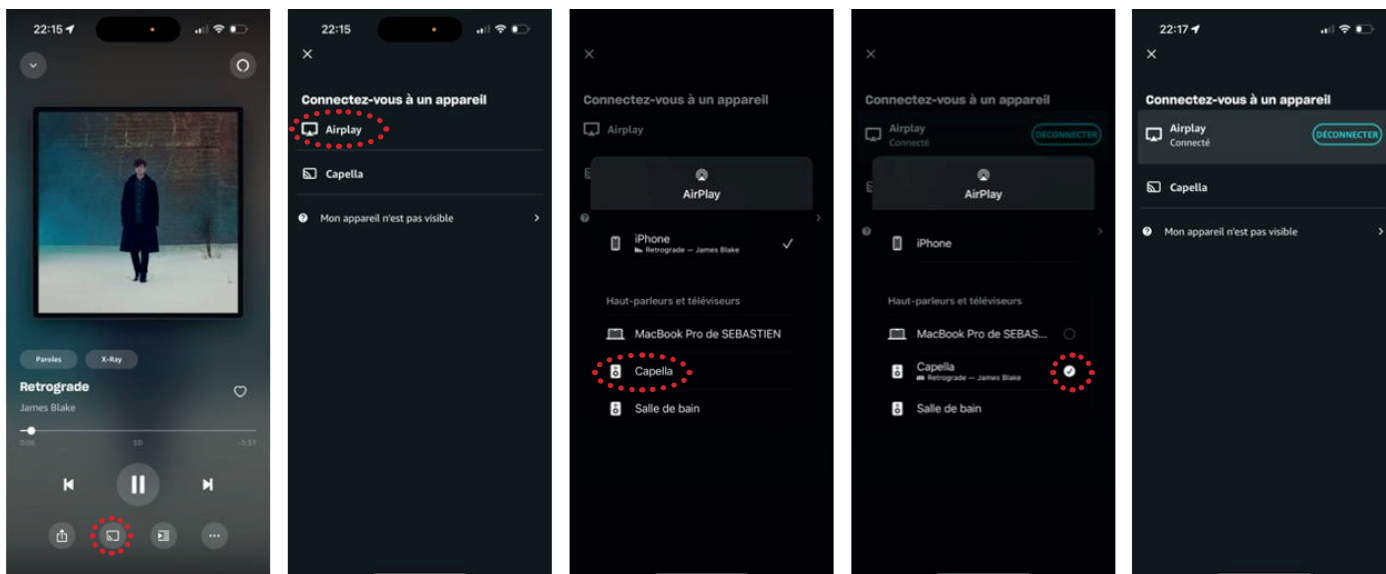 22:15
Paroles
X-Ray
Retrograde
James Blake
0:06
SD
-3:37
22:15
Connectez-vous à un appareil
Airplay
Capella
Mon appareil n'est pas visible
Connectez-vous à un appareil
Airplay
AirPlay
iPhone
Retrograde — James Blake
Haut-parleurs et téléviseurs
MacBook Pro de SEBASTIEN
Capella
Salle de bain
Connectez-vous à un appareil
Airplay
Connecté
DÉCONNECTER
AirPlay
iPhone
Haut-parleurs et téléviseurs
MacBook Pro de SEBAS...
Capella
Retrograde — James Blake
Salle de bain
22:17
Connectez-vous à un appareil
Airplay
Connecté
DÉCONNECTER
Capella
Mon appareil n'est pas visible